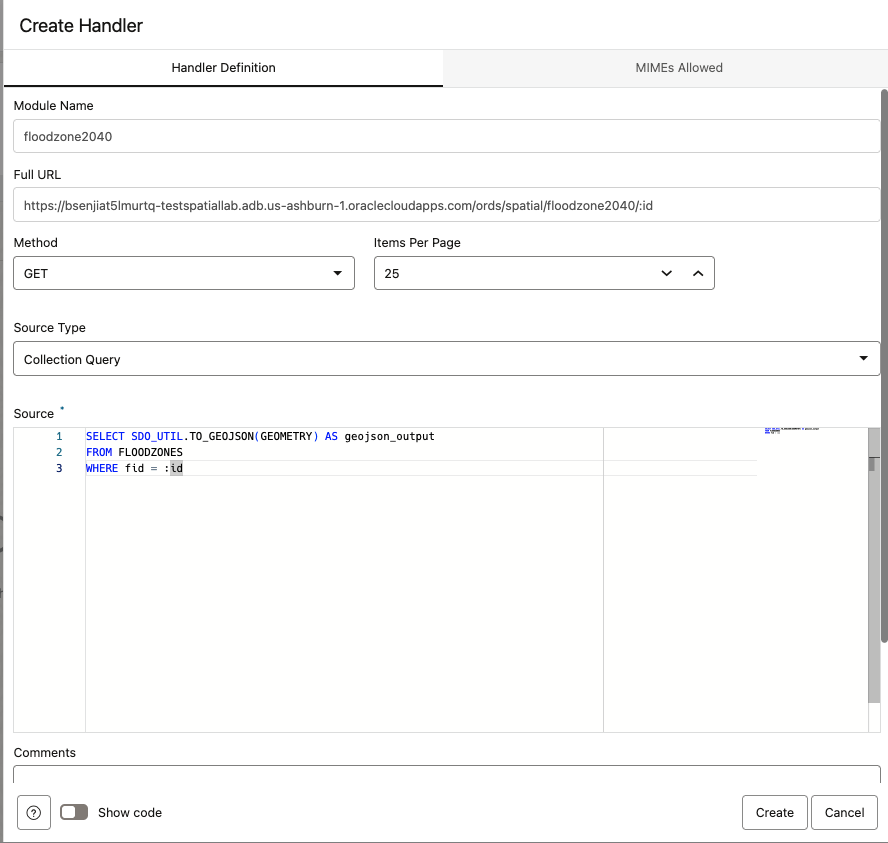 Create Handler
Handler Definition
MIMEs Allowed
Module Name
floodzone2040
Full URL
https://bsenjiat5lmurtq-testspatiallab.adb.us-ashburn-1.oraclecloudapps.com/ords/spatial/floodzone2040/:id
Method
Items Per Page
GET
25
Source Type
Collection Query
Source *
1 SELECT SDO_UTIL.TO_GEOJSON(GEOMETRY) AS geojson_output
2 FROM FLOODZONES
3 WHERE fid = :id
Comments
? Show code
Create
Cancel